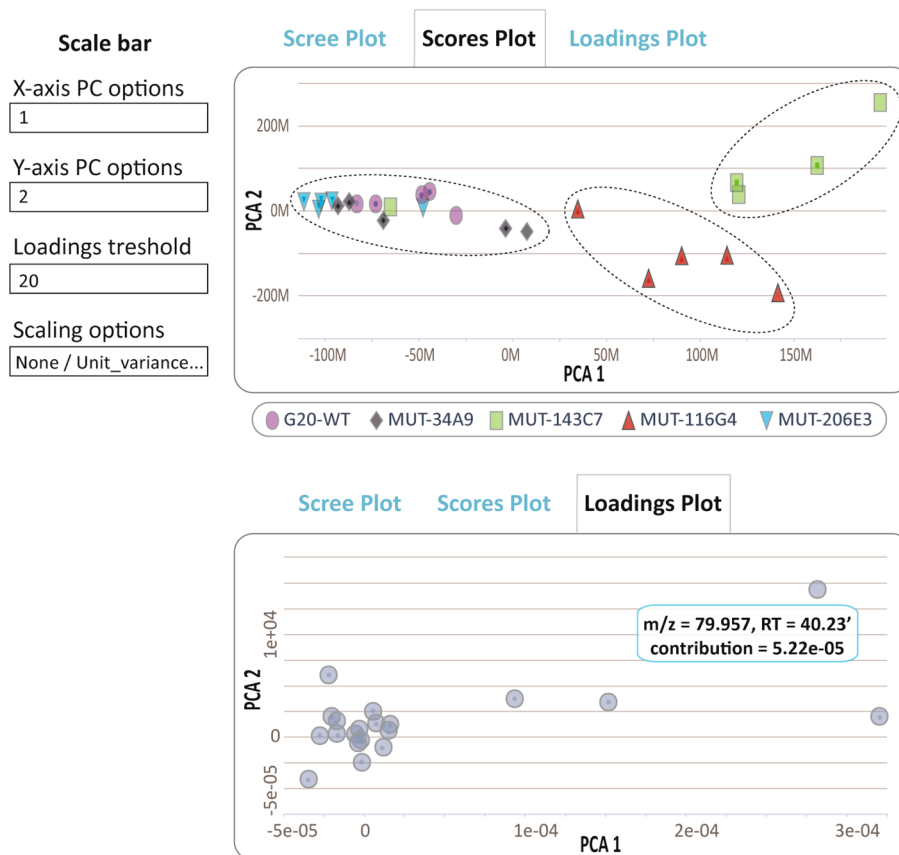 Scale bar
X-axis PC options
1
Y-axis PC options
2
Loadings treshold
20
Scaling options
None / Unit_variance...
Scree Plot Scores Plot Loadings Plot
PCA 2
200M
0M
-200M
-100M -50M 0M 50M 100M 150M
PCA 1
G20-WT MUT-34A9 MUT-143C7 MUT-116G4 MUT-206E3
Scree Plot Scores Plot Loadings Plot
PCA 2
1e+04
0
-5e-05
m/z = 79.957, RT = 40.23’
contribution = 5.22e-05
-5e-05 0 1e-04 2e-04 3e-04
PCA 1